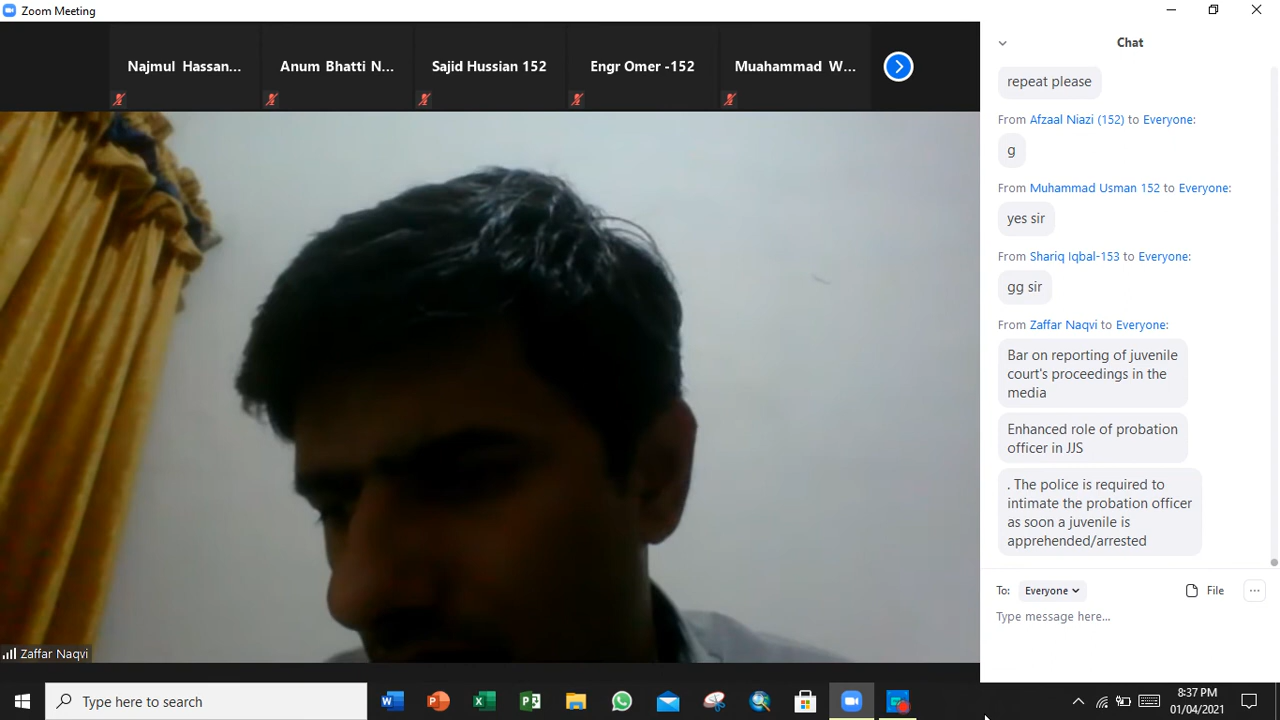 Zoom Meeting
Najmul Hassan...
Anum Bhatti N...
Sajid Hussian 152
Engr Omer -152
Muahammad W...
Zaffar Naqvi
Chat
repeat please
From Afzaal Niazi (152) to Everyone:
g
From Muhammad Usman 152 to Everyone:
yes sir
From Shariq Iqbal-153 to Everyone:
gg sir
From Zaffar Naqvi to Everyone:
Bar on reporting of juvenile
court's proceedings in the
media
Enhanced role of probation
officer in JJS
. The police is required to
intimate the probation officer
as soon a juvenile is
apprehended/arrested
To: Everyone File
Type message here...
Type here to search
8:37 PM
01/04/2021